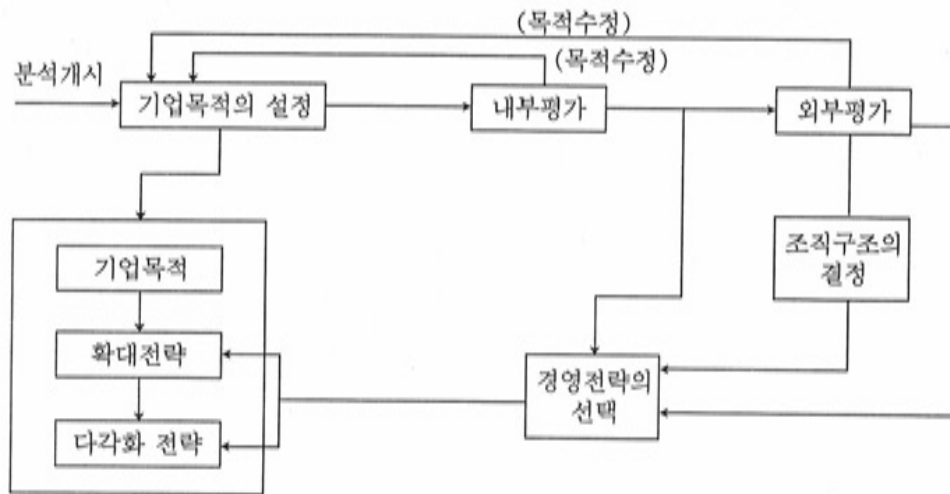 (목적수정)
(목적수정)
분석개시
기업목적의 설정
내부평가
외부평가
조직구조의
결정
기업목적
확대전략
경영전략의
선택
다각화 전략